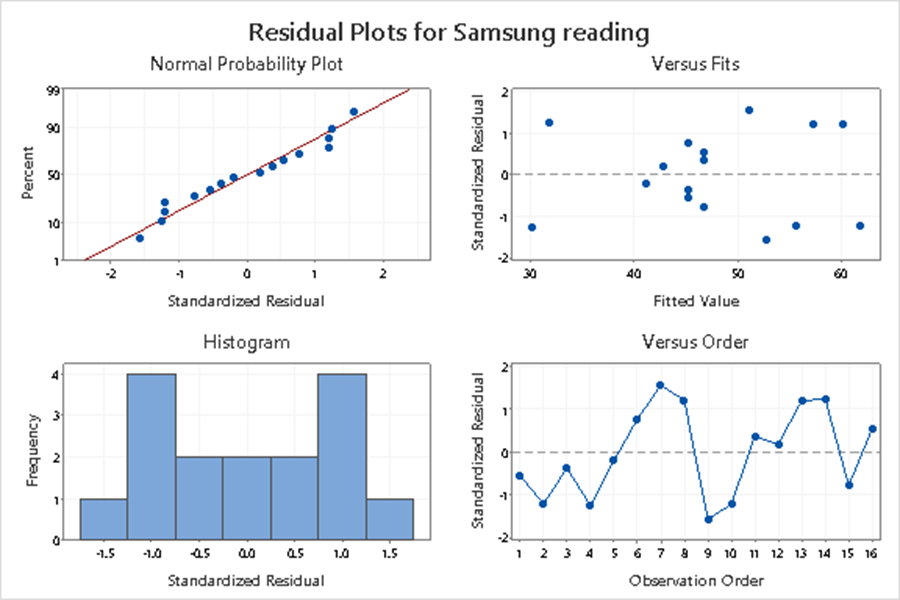 Residual Plots for Samsung reading
Normal Probability Plot
99
90
50
10
1
Percent
-2 -1 0 1 2
Standardized Residual
Versus Fits
2
1
0
-1
-2
Standardized Residual
30 40 50 60
Fitted Value
Histogram
4
3
2
1
0
Frequency
-1.5 -1.0 -0.5 0.0 0.5 1.0 1.5
Standardized Residual
Versus Order
2
1
0
-1
-2
Standardized Residual
1 2 3 4 5 6 7 8 9 10 11 12 13 14 15 16
Observation Order